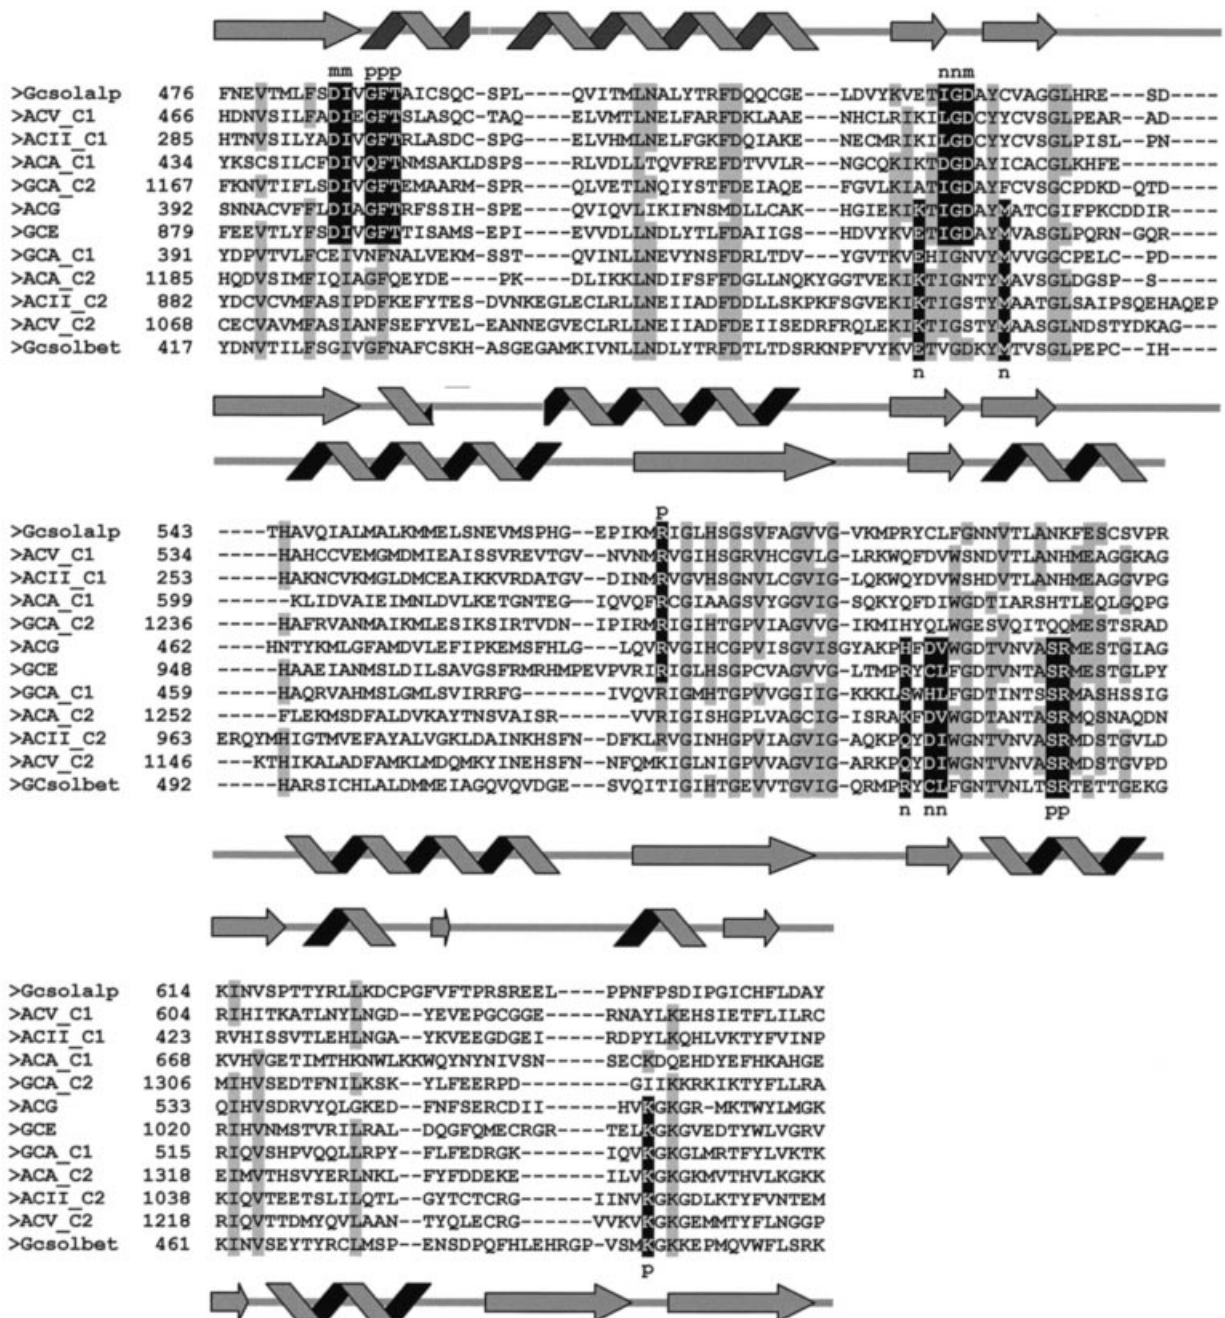 mm ppp nnm
>Gcsolalp 476 FNEVTMLFSDIVGFTAICSQC-SPL----QVITMLNALYTRFDQQCGE---LDVYKVETIGDAYCVAGGLHRE---SD---
>ACV_C1 466 HDNVSILFADIEGFTSLASQC-TAQ----ELVMTLNELFARFDKLAAE---NHCLRIKILGDCYYCVSGLPEAR--AD---
>ACII_C1 285 HTNVSILYADIVGFTRLASDC-SPG----ELVHMLNELFGKFDQIAKE---NECMRIKILGDCYYCVSGLPISL--PN---
>ACA_C1 434 YKSCSILCFDIVQFTNMSAKLDSPS----RLVDLLTQVFREFDTVVLR---NGCQKIKTDGDAYICACGLKHFE-------
>GCA_C2 1167 FKNVTIFLSDIVGFTEMAARM-SPR----QLVETLNQIYSTFDEIAQE---FGVLKIATIGDAYFCVSGCPDKD-QTD---
>ACG 392 SNNACVFFLDIAGFTRFSSIH-SPE----QVIQVLIKIFNSMDLLCAK---HGIEKIKTIGDAYMATCGIFPKCDDIR---
>GCE 879 FEEVTLYFSDIVGFTTISAMS-EPI----EVVDLLNDLYTLFDAIIGS---HDVYKVETIGDAYMVASGLPQRN-GQR---
>GCA_C1 391 YDPVTVLFCEIVNFNALVEKM-SST----QVINLLNEVYNSFDRLTDV---YGVTKVEHIGNVYMVVGGCPELC--PD---
>ACA_C2 1185 HQDVSIMFIQIAGFQEYDE----PK----DLIKKLNDIFSFFDGLLNQKYGGTVEKIKTIGNTYMAVSGLDGSP--S----
>ACII_C2 882 YDCVCVMFASIPDFKEFYTES-DVNKEGLECLRLLNEIIADFDDLLSKPKFSGVEKIKTIGSTYMAATGLSAIPSQEHAQEP
>ACV_C2 1068 CECVAVMFASIANFSEFYVEL-EANNEGVECLRLLNEIIADFDEIISEDRFRQLEKIKTIGSTYMAASGLNDSTYDKAG---
>Gcsolbet 417 YDNVTILFSGIVGFNAFCSKH-ASGEGAMKIVNLLNDLYTRFDTLTDSRKNPFVYKVETVGDKYMTVSGLPEPC--IH---
n n
p
>Gcsolalp 543 ----THAVQIALMALKMMELSNEVMSPHG--EPIKMRIGLHSGSVFAGVVG-VKMPRYCLFGNNVTLANKFESCSVPR
>ACV_C1 534 -----HAHCCVEMGMDMIEAISSVREVTGV--NVNMRVGIHSGRVHCGVLG-LRKWQFDVWSNDVTLANHMEAGGKAG
>ACII_C1 253 -----HAKNCVKMGLDMCEAIKKVRDATGV--DINMRVGVHSGNVLCGVIG-LQKWQYDVWSHDVTLANHMEAGGVPG
>ACA_C1 599 ------KLIDVAIEIMNLDVLKETGNTEG--IQVQFRCGIAAGSVYGGVIG-SQKYQFDIWGDTIARSHTLEQLGQPG
>GCA_C2 1236 -----HAFRVANMAIKMLESIKSIRTVDN--IPIRMRIGIHTGPVIAGVVG-IKMIHYQLWGESVQITQQMESTSRAD
>ACG 462 ----HNTYKMLGFAMDVLEFIPKEMSFHLG--LQVRVGIHCGPVISGVISGYAKPHFDVWGDTVNVASRMESTGIAG
>GCE 948 -----HAAEIANMSLDILSAVGSFRMRHMPEVPVRIRIGLHSGPCVAGVVG-LTMPRYCLFGDTVNTASRMESTGLPY
>GCA_C1 459 -----HAQRVAHMSLGMLSVIRRFG------IQVQVRIGMHTGPVVGGIIG-KKKLSWHLFGDTINTSSRMASHSSIG
>ACA_C2 1252 -----FLEKMSDFALDVKAYTNSVAISR------VVRIGISHGPLVAGCIG-ISRAKFDVWGDTANTASRMQSNAQDN
>ACII_C2 963 ERQYMHIGTMVEFAYALVGKLDAINKHSFN--DFKLRVGINHGPVIAGVIG-AQKPQYDIWGNTVNVASRMDSTGVLD
>ACV_C2 1146 ---KTHIKALADFAMKLMDQMKYINEHSFN--NFQMKIGLNIGPVVAGVIG-ARKPQYDIWGNTVNVASRMDSTGVPD
>GCsolbet 492 -----HARSICHLALDMMEIAGQVQVDGE---SVQITIGIHTGEVVTGVIG-QRMPRYCLFGNTVNLTSRTETTGEKG
n nn pp
>Gcsolalp 614 KINVSPTTYRLLKDCPGFVFTPRSREEL----PPNFPSDIPGICHFLDAY
>ACV_C1 604 RIHITKATLNYLNGD--YEVEPGCGGE-----RNAYLKEHSIETFLILRC
>ACII_C1 423 RVHISSVTLEHLNGA--YKVEEGDGEI-----RDPYLKQHLVKTYFVINP
>ACA_C1 668 KVHVGETIMTHKNWLKKWQYNYNIVSN-----SECKDQEHDYEFHKAHGE
>GCA_C2 1306 MIHVSEDTFNILKSK--YLFEERPD---------GIIKKRKIKTYFLLRA
>ACG 533 QIHVSDRVYQLGKED--FNFSERCDII------HVKGKGR-MKTWYLMGK
>GCE 1020 RIHVNMSTVRILRAL--DQGFQMECRGR----TELKGKGVEDTYWLVGRV
>GCA_C1 515 RIQVSHPVQQLLRPY--FLFEDRGK-------IQVKGKGLMRTFYLVKTK
>ACA_C2 1318 EIMVTHSVYERLNKL--FYFDDEKE-------ILVKGKGKMVTHVLKGKK
>ACII_C2 1038 KIQVTEETSLILQTL--GYTCTCRG-------IINVKGKGDLKTYFVNTEM
>ACV_C2 1218 RIQVTTDMYQVLAAN--TYQLECRG-------VVKVKGKGEMMTYFLNGGP
>Gcsolbet 461 KINVSEYTYRCLMSP--ENSDPQFHLEHRGP-VSMKGKKEPMQVWFLSRK
p